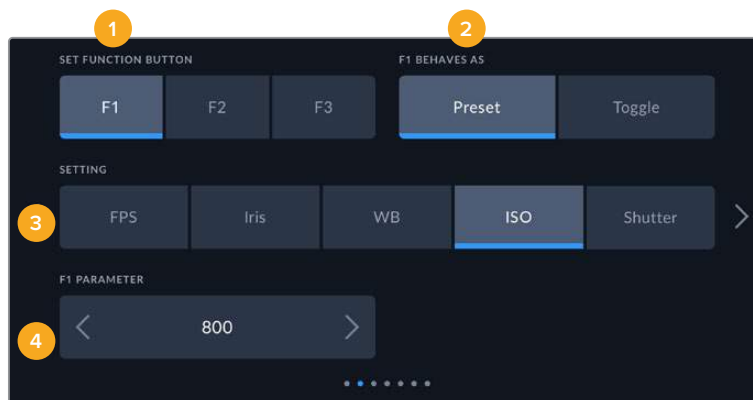 1 2
SET FUNCTION BUTTON F1 BEHAVES AS
F1 F2 F3 Preset Toggle
SETTING
3 FPS Iris WB ISO Shutter
F1 PARAMETER
4 800